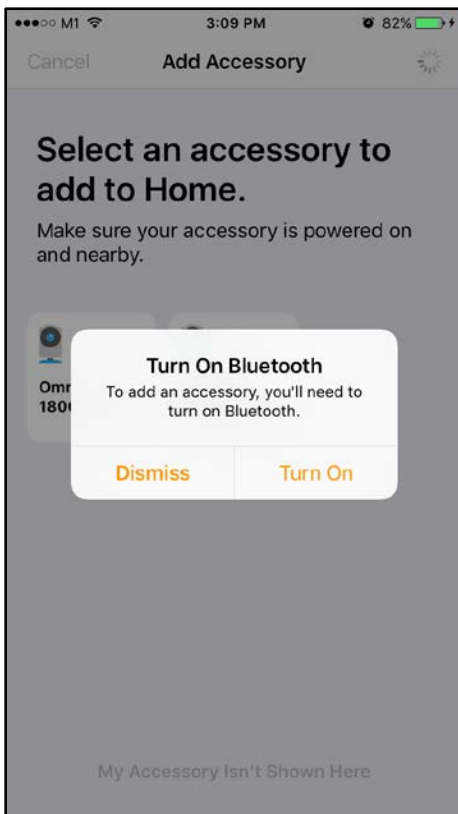 M1 3:09 PM 82%
Cancel Add Accessory
Select an accessory to
add to Home.
Make sure your accessory is powered on
and nearby.
Turn On Bluetooth
To add an accessory, you'll need to
turn on Bluetooth.
Dismiss Turn On
My Accessory Isn't Shown Here